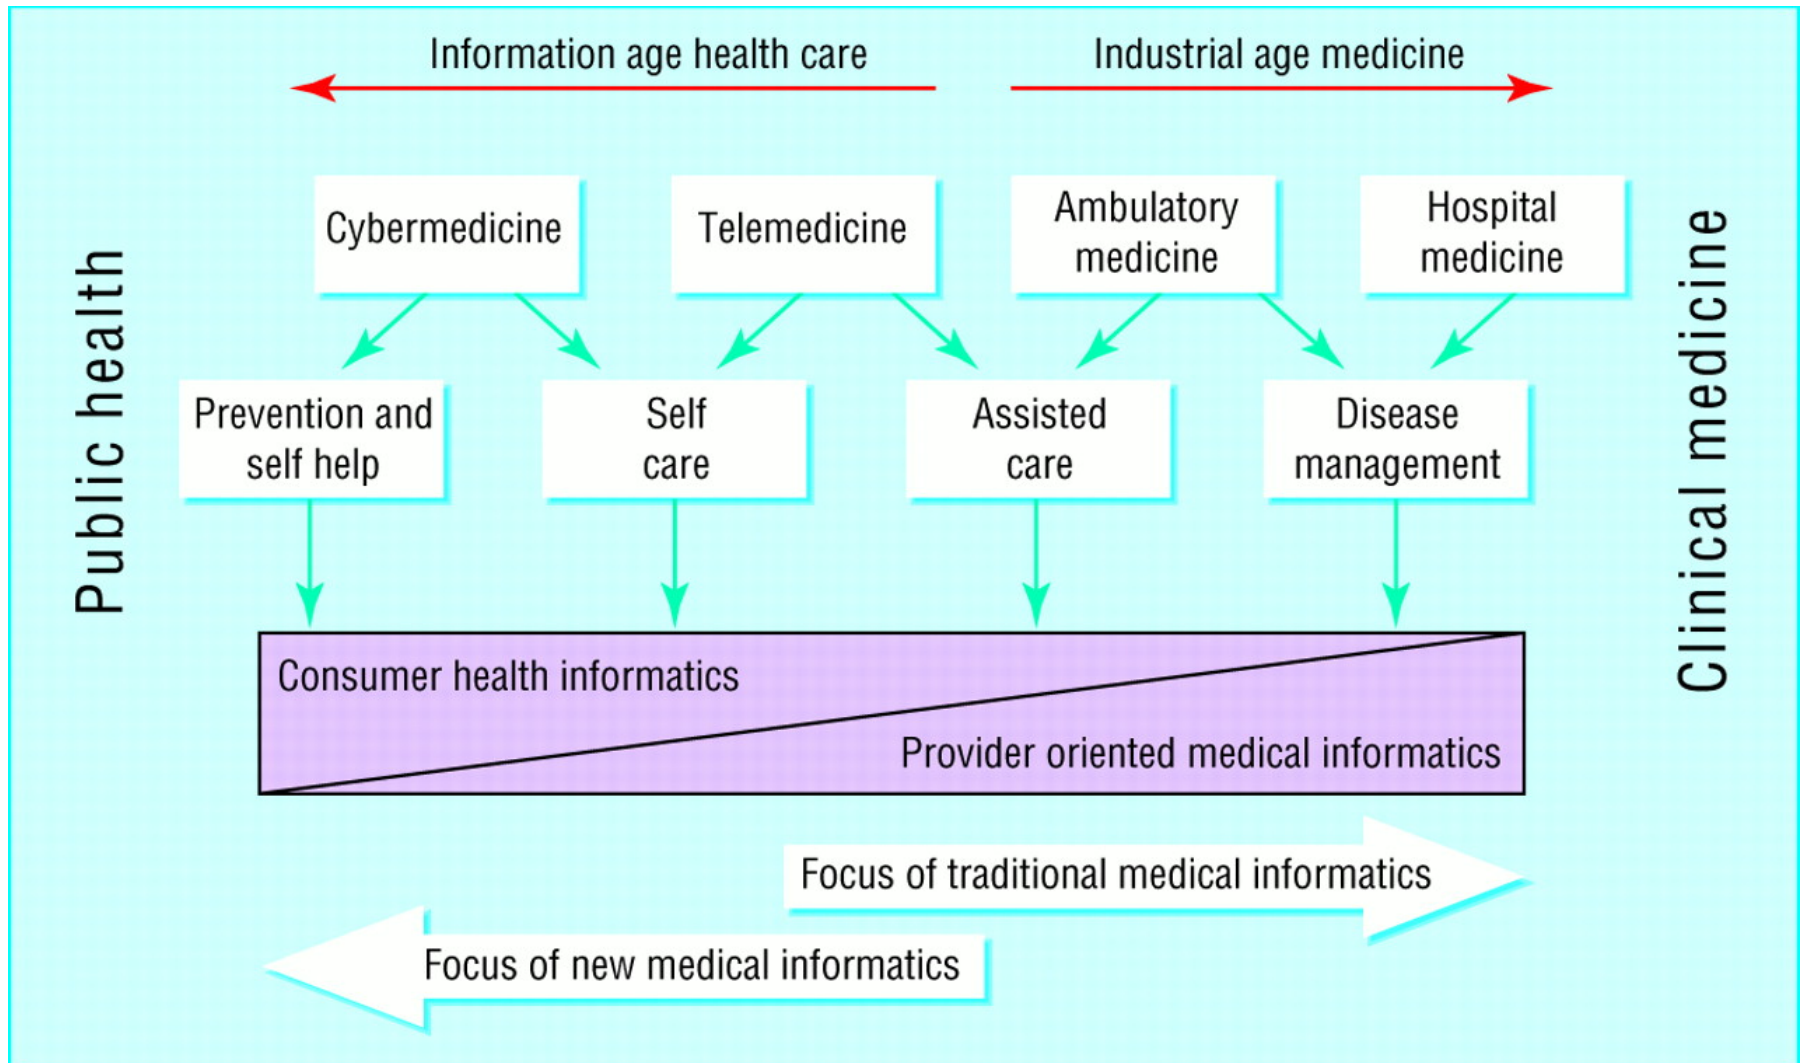 Information age health care
Industrial age medicine
Public health
Cybermedicine
Telemedicine
Ambulatory
medicine
Hospital
medicine
Clinical medicine
Prevention and
self help
Self
care
Assisted
care
Disease
management
Consumer health informatics
Provider oriented medical informatics
Focus of traditional medical informatics
Focus of new medical informatics